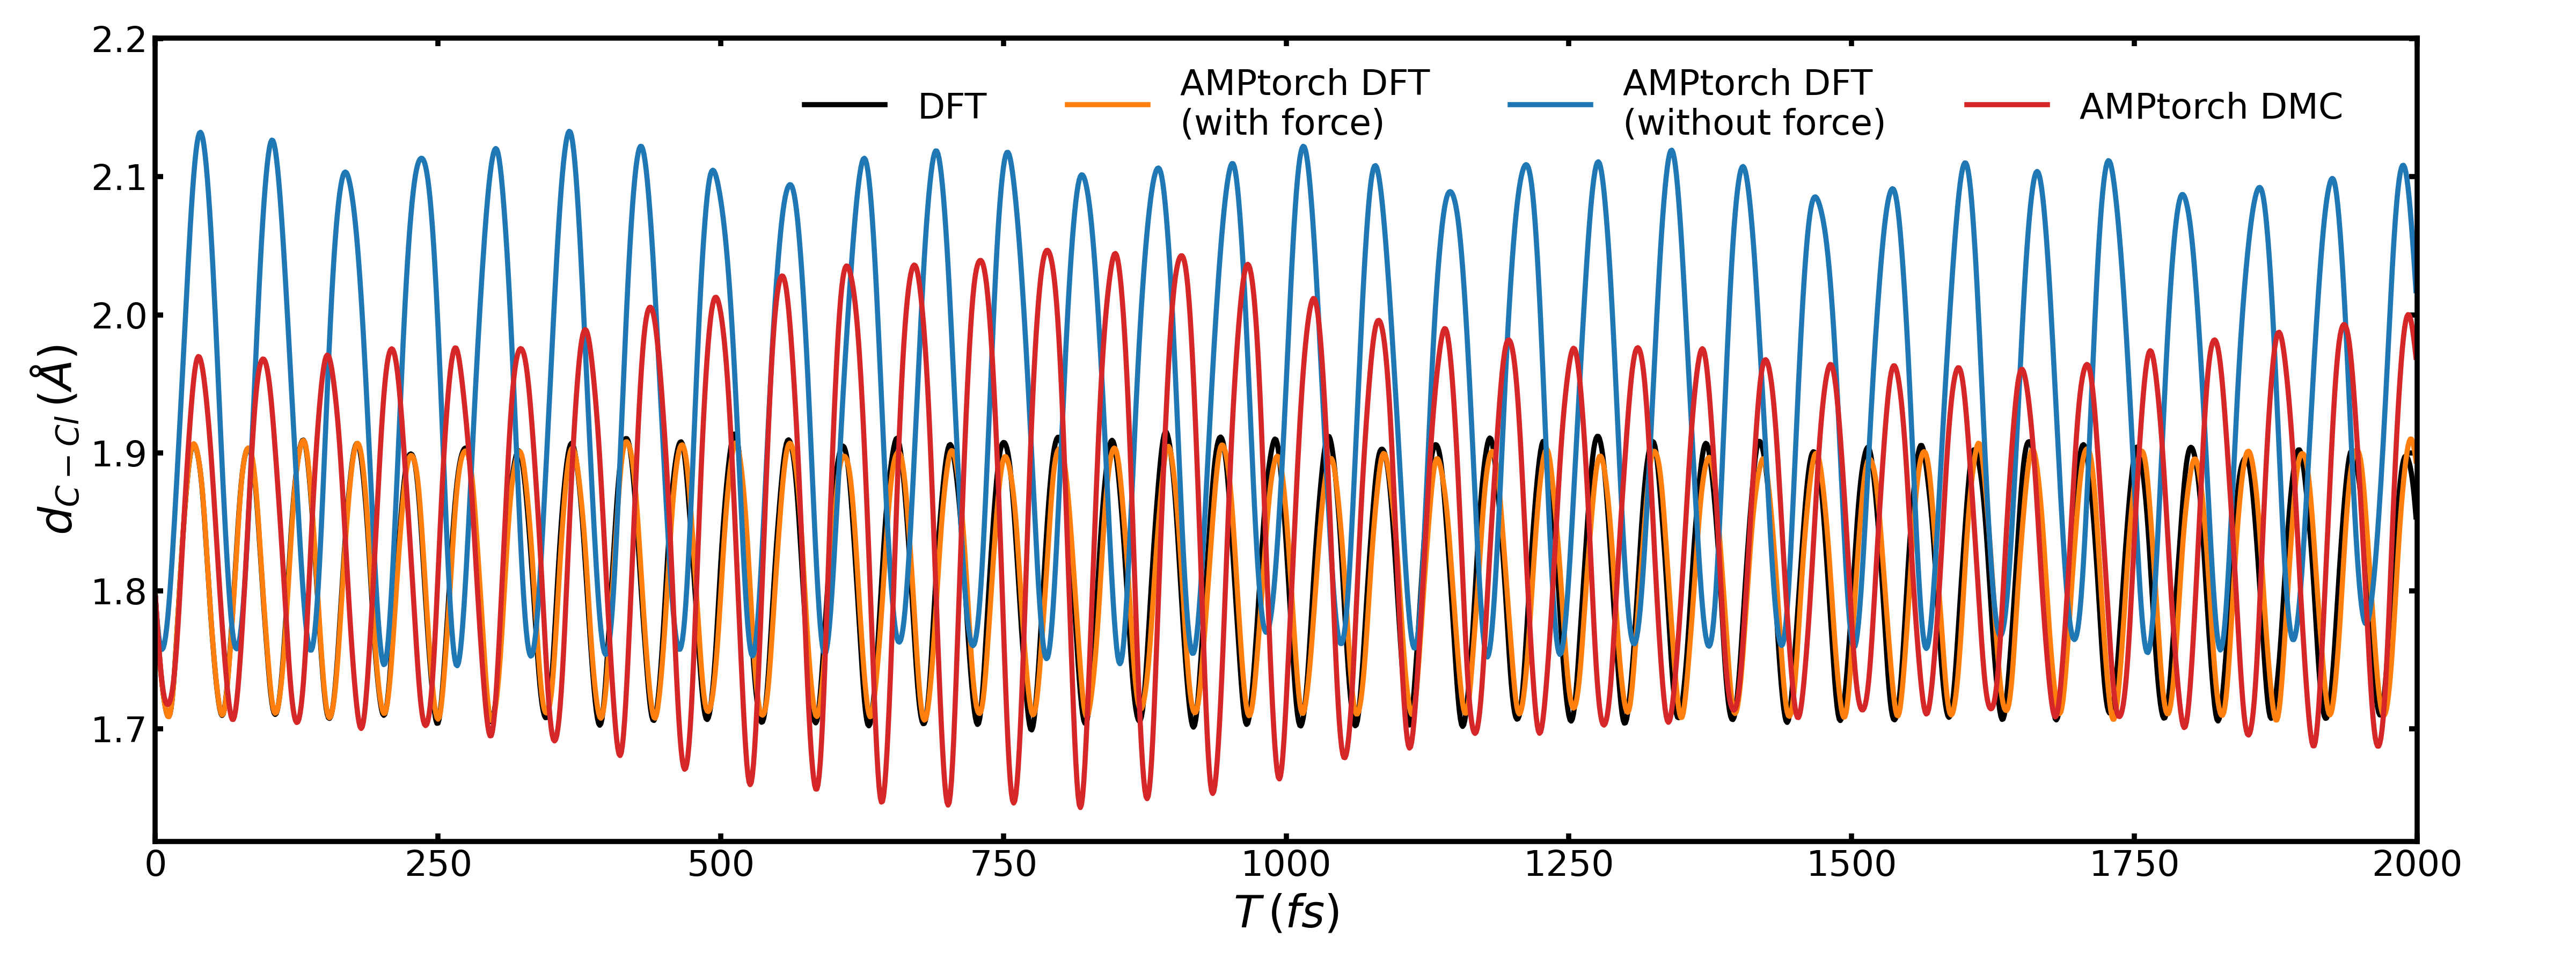 2.2
2.1
2.0
1.9
1.8
1.7
d_{C-Cl} (Å)
DFT
AMPtorch DFT
(with force)
AMPtorch DFT
(without force)
AMPtorch DMC
0 250 500 750 1000 1250 1500 1750 2000
T (fs)